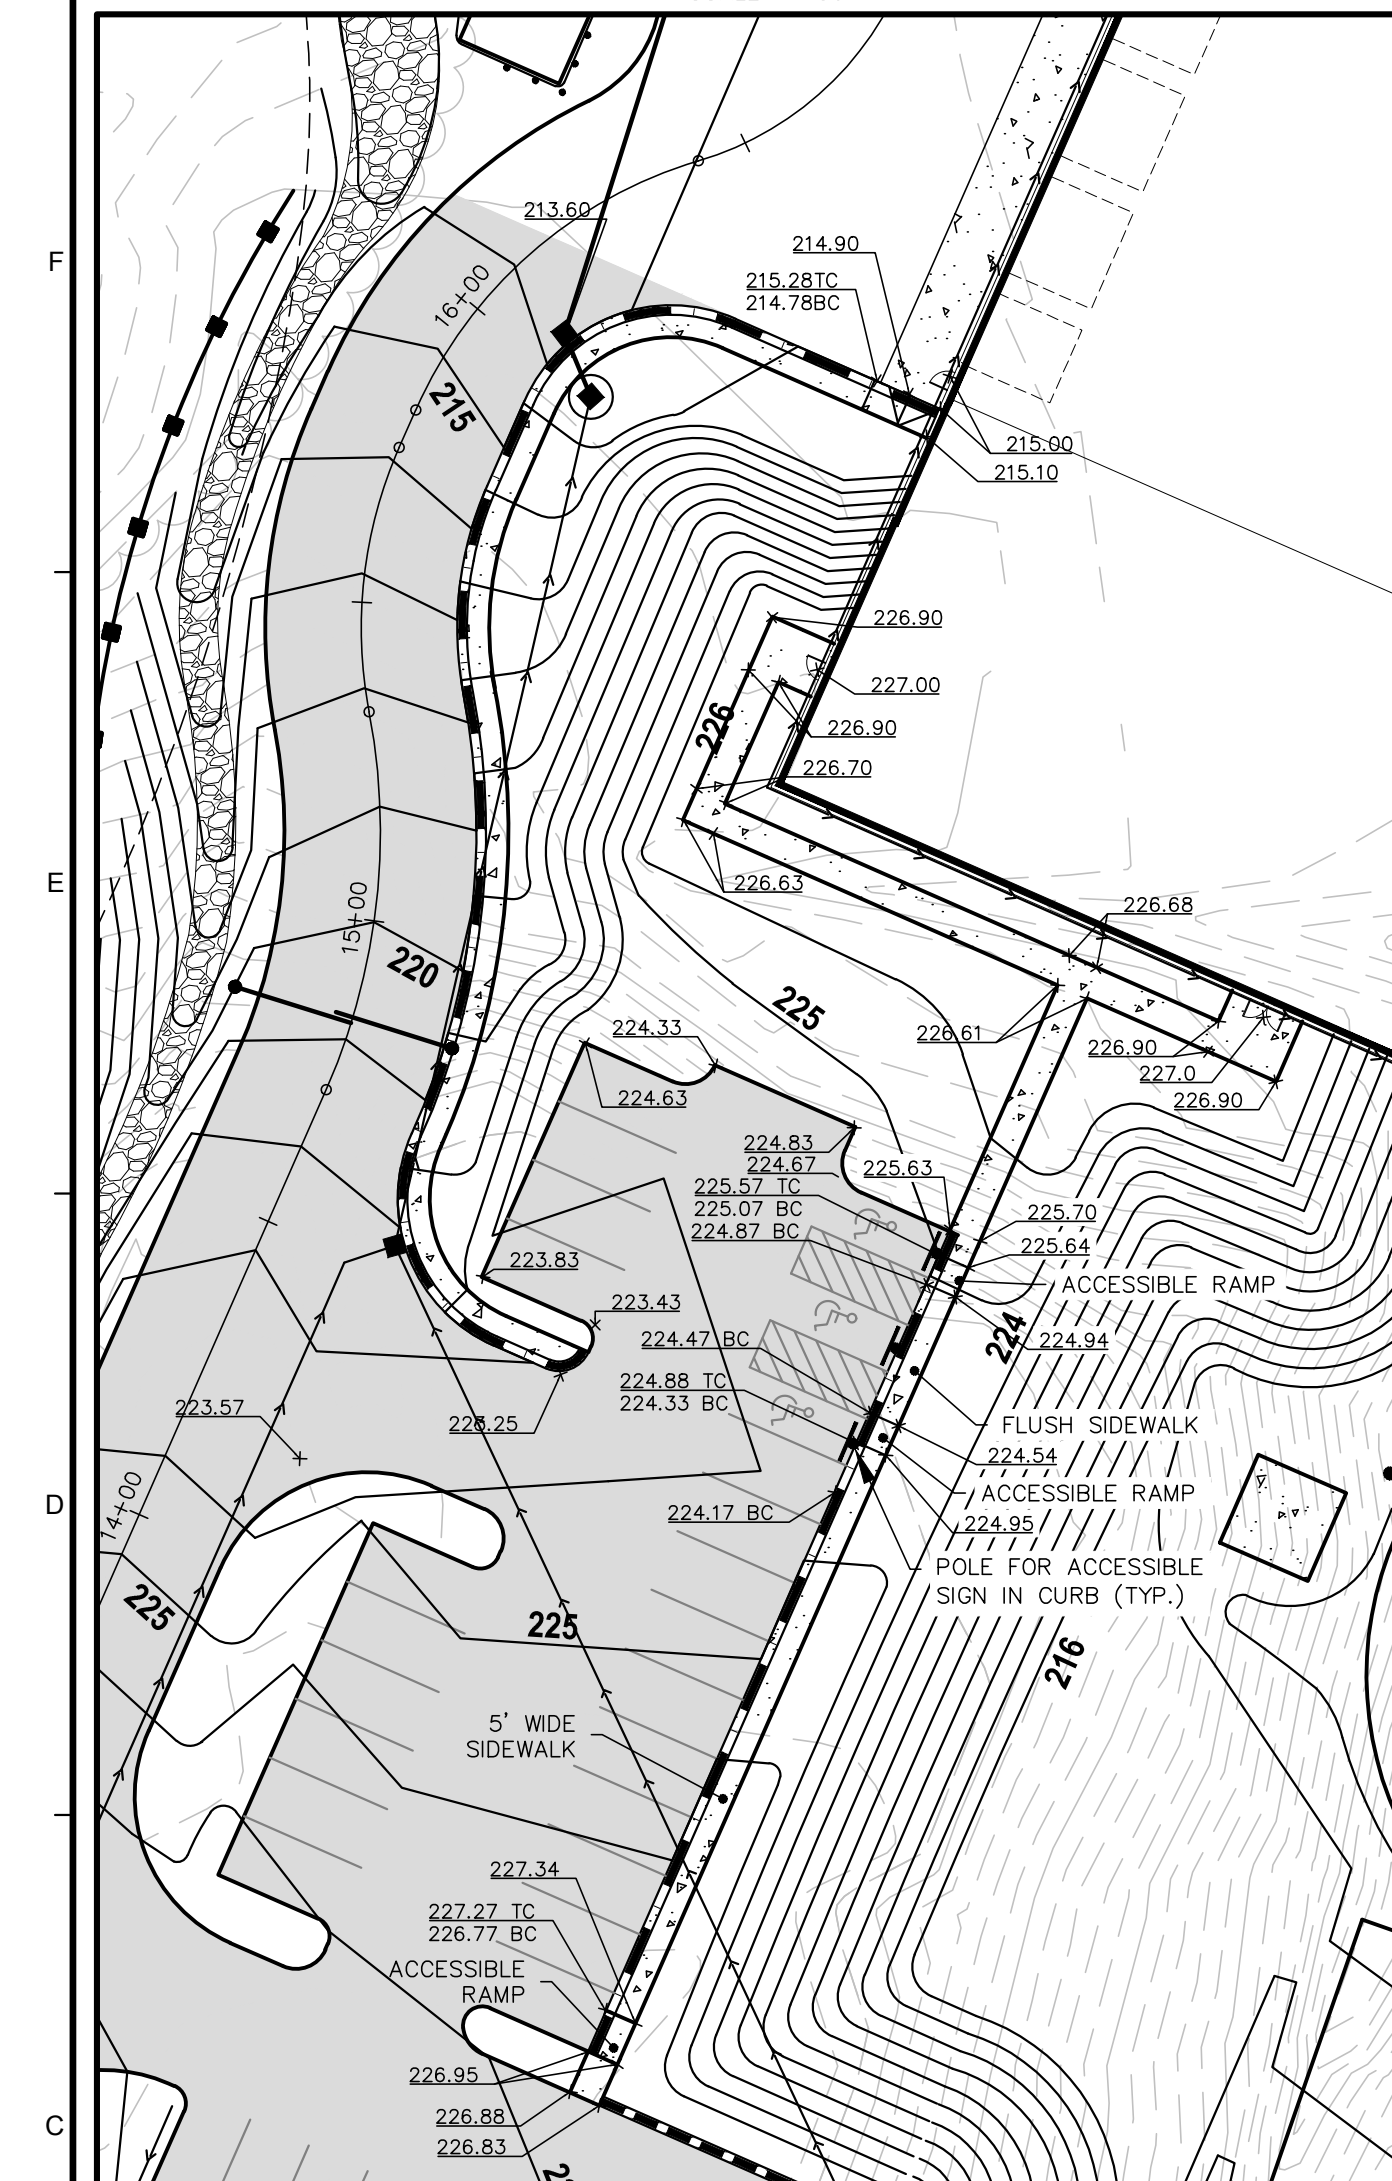 213.60
F
214.90
16+00
215.28TC
214.78BC
215
215.00
215.10
226.90
227.00
226
226.90
226.70
E
226.63
226.68
15+00
220
225
224.33
226.61
226.90
227.0
224.63
226.90
224.83
224.67
225.63
225.57 TC
225.07 BC
224.87 BC
225.70
225.64
223.83
ACCESSIBLE RAMP
223.43
224
224.47 BC
224.94
224.88 TC
224.33 BC
223.57
FLUSH SIDEWALK
224.54
14+00
ACCESSIBLE RAMP
D
224.17 BC
224.95
POLE FOR ACCESSIBLE
SIGN IN CURB (TYP.)
225
225
216
5' WIDE
SIDEWALK
227.34
227.27 TC
226.77 BC
ACCESSIBLE
RAMP
226.95
226.88
C
226.83